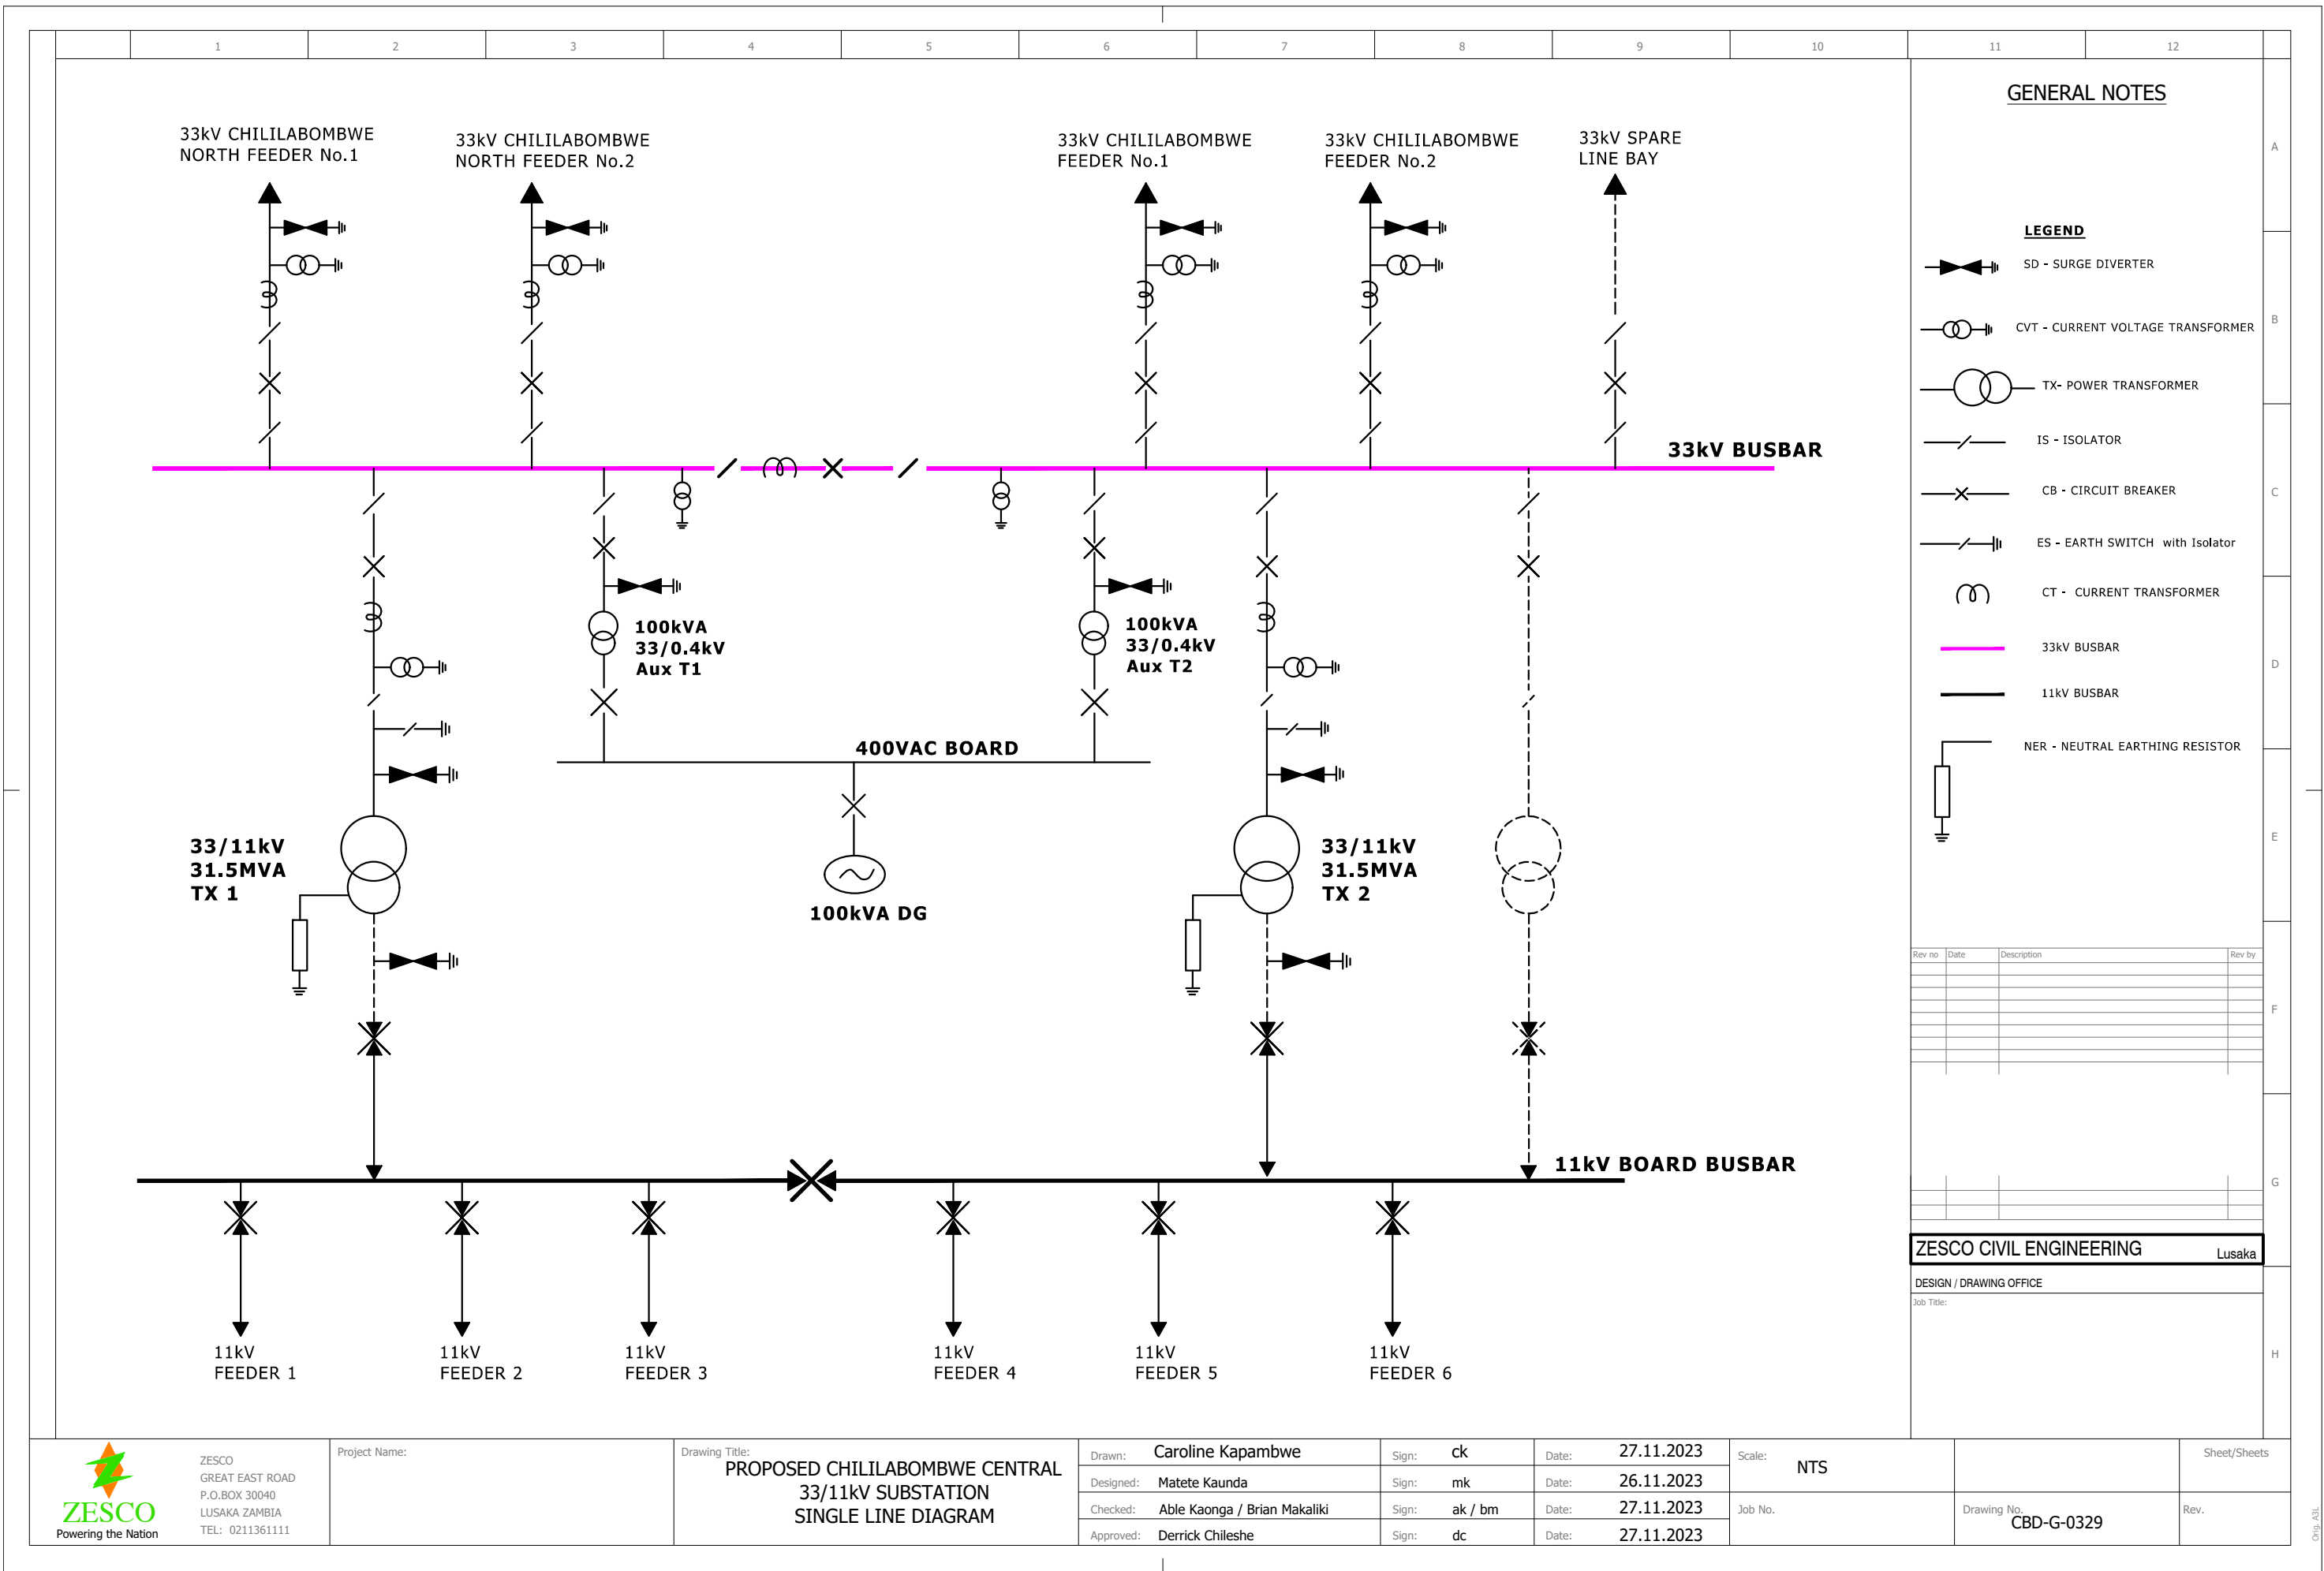 1 2 3 4 5 6 7 8 9 10 11 12
GENERAL NOTES
33kV CHILILABOMBWE
NORTH FEEDER No.1
33kV CHILILABOMBWE
NORTH FEEDER No.2
33kV CHILILABOMBWE
FEEDER No.1
33kV CHILILABOMBWE
FEEDER No.2
33kV SPARE
LINE BAY
A
B
C
D
E
F
G
H
LEGEND
SD - SURGE DIVERTER
CVT - CURRENT VOLTAGE TRANSFORMER
TX- POWER TRANSFORMER
IS - ISOLATOR
CB - CIRCUIT BREAKER
ES - EARTH SWITCH with Isolator
CT - CURRENT TRANSFORMER
33kV BUSBAR
11kV BUSBAR
NER - NEUTRAL EARTHING RESISTOR
33kV BUSBAR
100kVA
33/0.4kV
Aux T1
100kVA
33/0.4kV
Aux T2
400VAC BOARD
33/11kV
31.5MVA
TX 1
100kVA DG
33/11kV
31.5MVA
TX 2
11kV BOARD BUSBAR
11kV
FEEDER 1
11kV
FEEDER 2
11kV
FEEDER 3
11kV
FEEDER 4
11kV
FEEDER 5
11kV
FEEDER 6
Rev no Date Description Rev by
ZESCO CIVIL ENGINEERING Lusaka
DESIGN / DRAWING OFFICE
Job Title:
ZESCO
Powering the Nation
ZESCO
GREAT EAST ROAD
P.O.BOX 30040
LUSAKA ZAMBIA
TEL: 0211361111
Project Name:
Drawing Title:
PROPOSED CHILILABOMBWE CENTRAL
33/11kV SUBSTATION
SINGLE LINE DIAGRAM
Drawn: Caroline Kapambwe Sign: ck Date: 27.11.2023
Designed: Matete Kaunda Sign: mk Date: 26.11.2023
Checked: Able Kaonga / Brian Makaliki Sign: ak / bm Date: 27.11.2023
Approved: Derrick Chileshe Sign: dc Date: 27.11.2023
Scale: NTS
Sheet/Sheets
Job No.
Drawing No. CBD-G-0329
Rev.
Orig. A3L